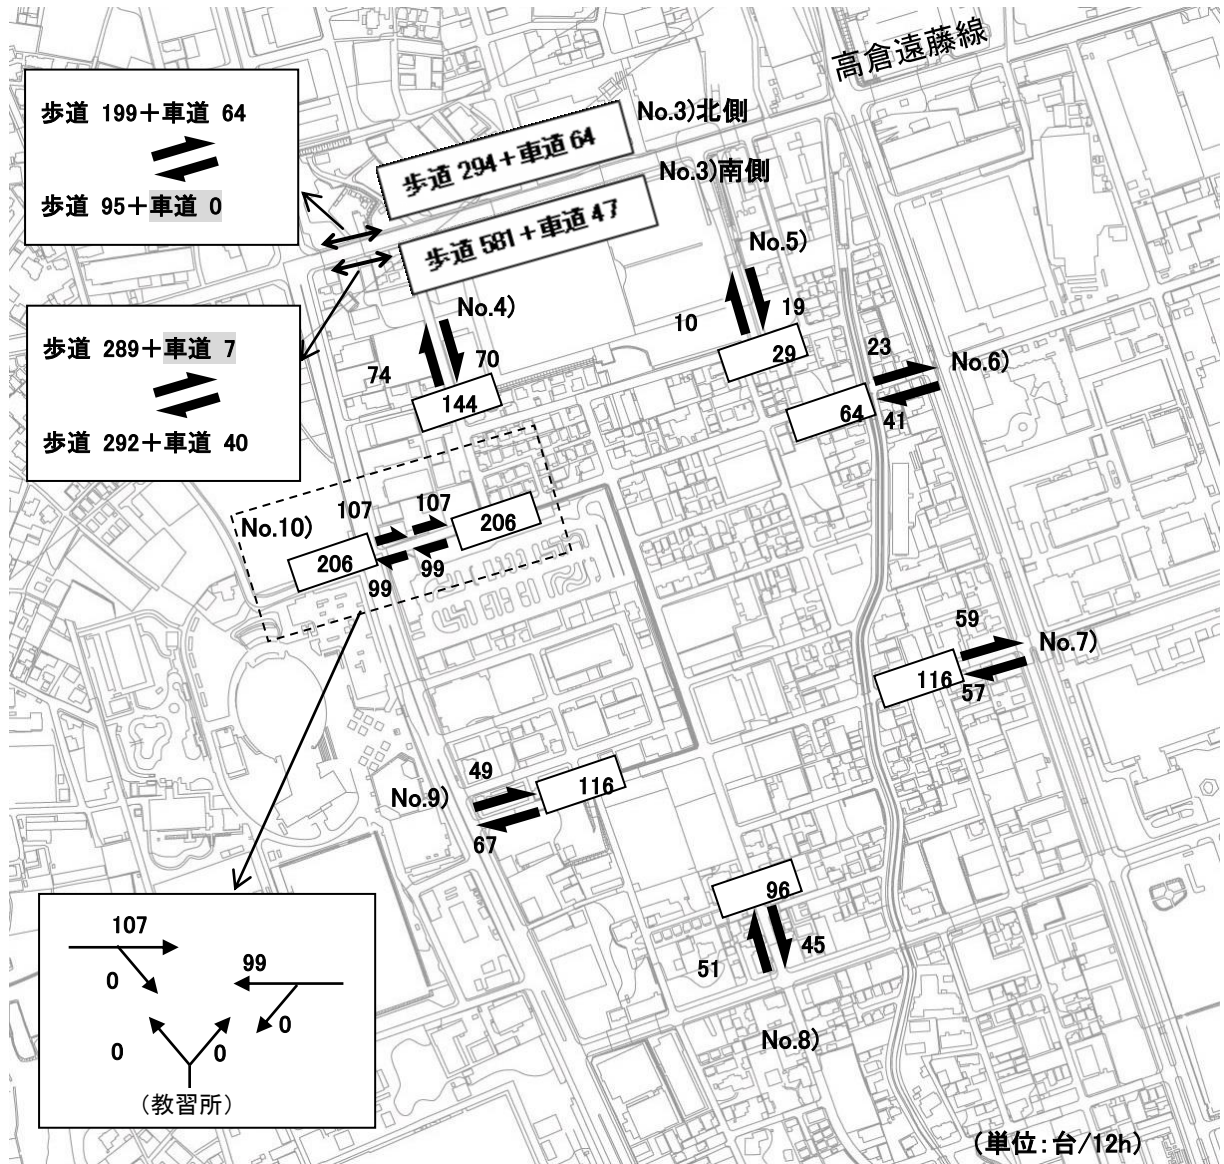 高倉遠藤線
歩道 199＋車道 64
歩道 95＋車道 0
No.3)北側
歩道 294＋車道 64
No.3)南側
歩道 581＋車道 47
歩道 289＋車道 7
歩道 292＋車道 40
No.4)
74
70
144
No.5)
10
19
29
No.6)
23
64
41
No.10)
107
107
206
206
99
99
No.7)
59
116
57
No.9)
49
116
67
96
51
45
No.8)
107
0
99
0
0
0
（教習所）
（単位：台/12h）